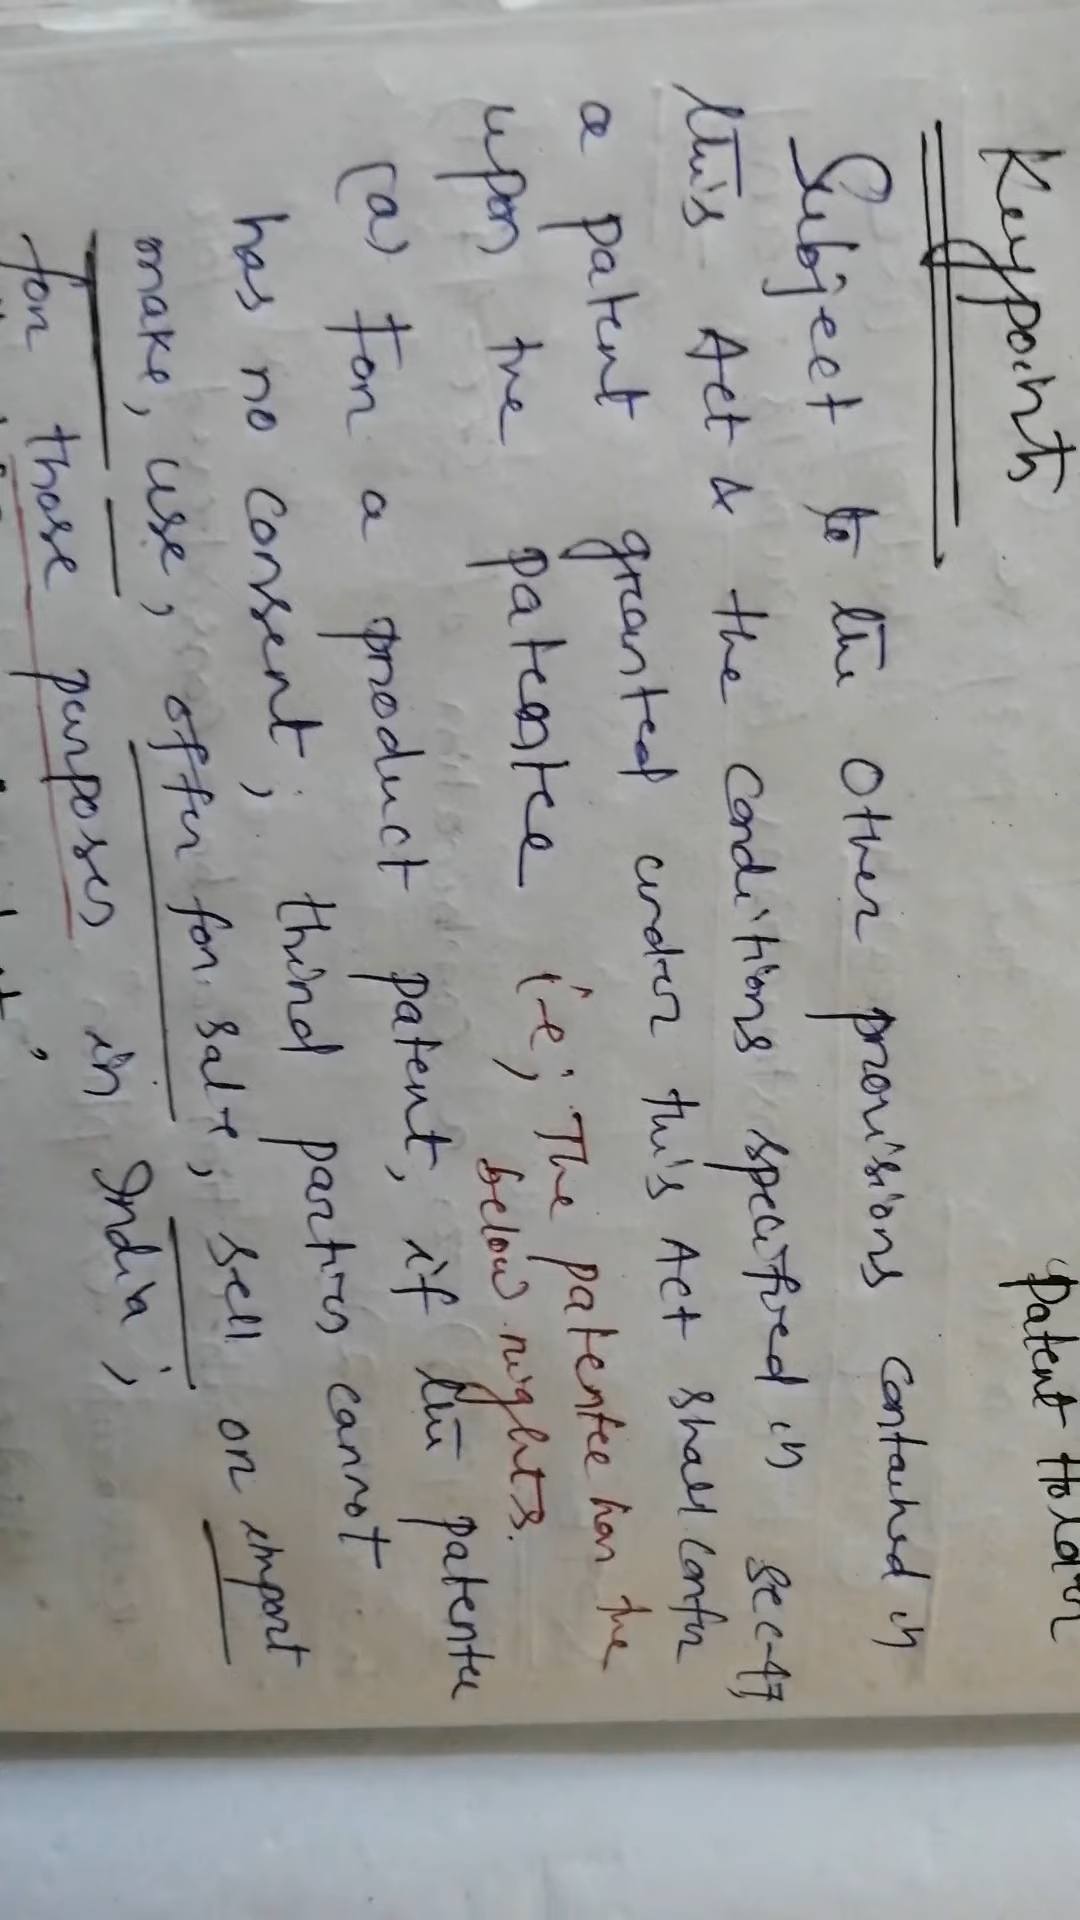 Patent Holder
Keypoints
Subject to the other provisions contained in
this Act & the conditions specified in Sec-47,
a patent granted under this Act shall confer
upon the patentee i.e; The patentee has the
below rights.
(a) For a product patent, if the patentee
has no consent; third parties cannot
make, use, offer for sale, sell or import
for those purposes in India;